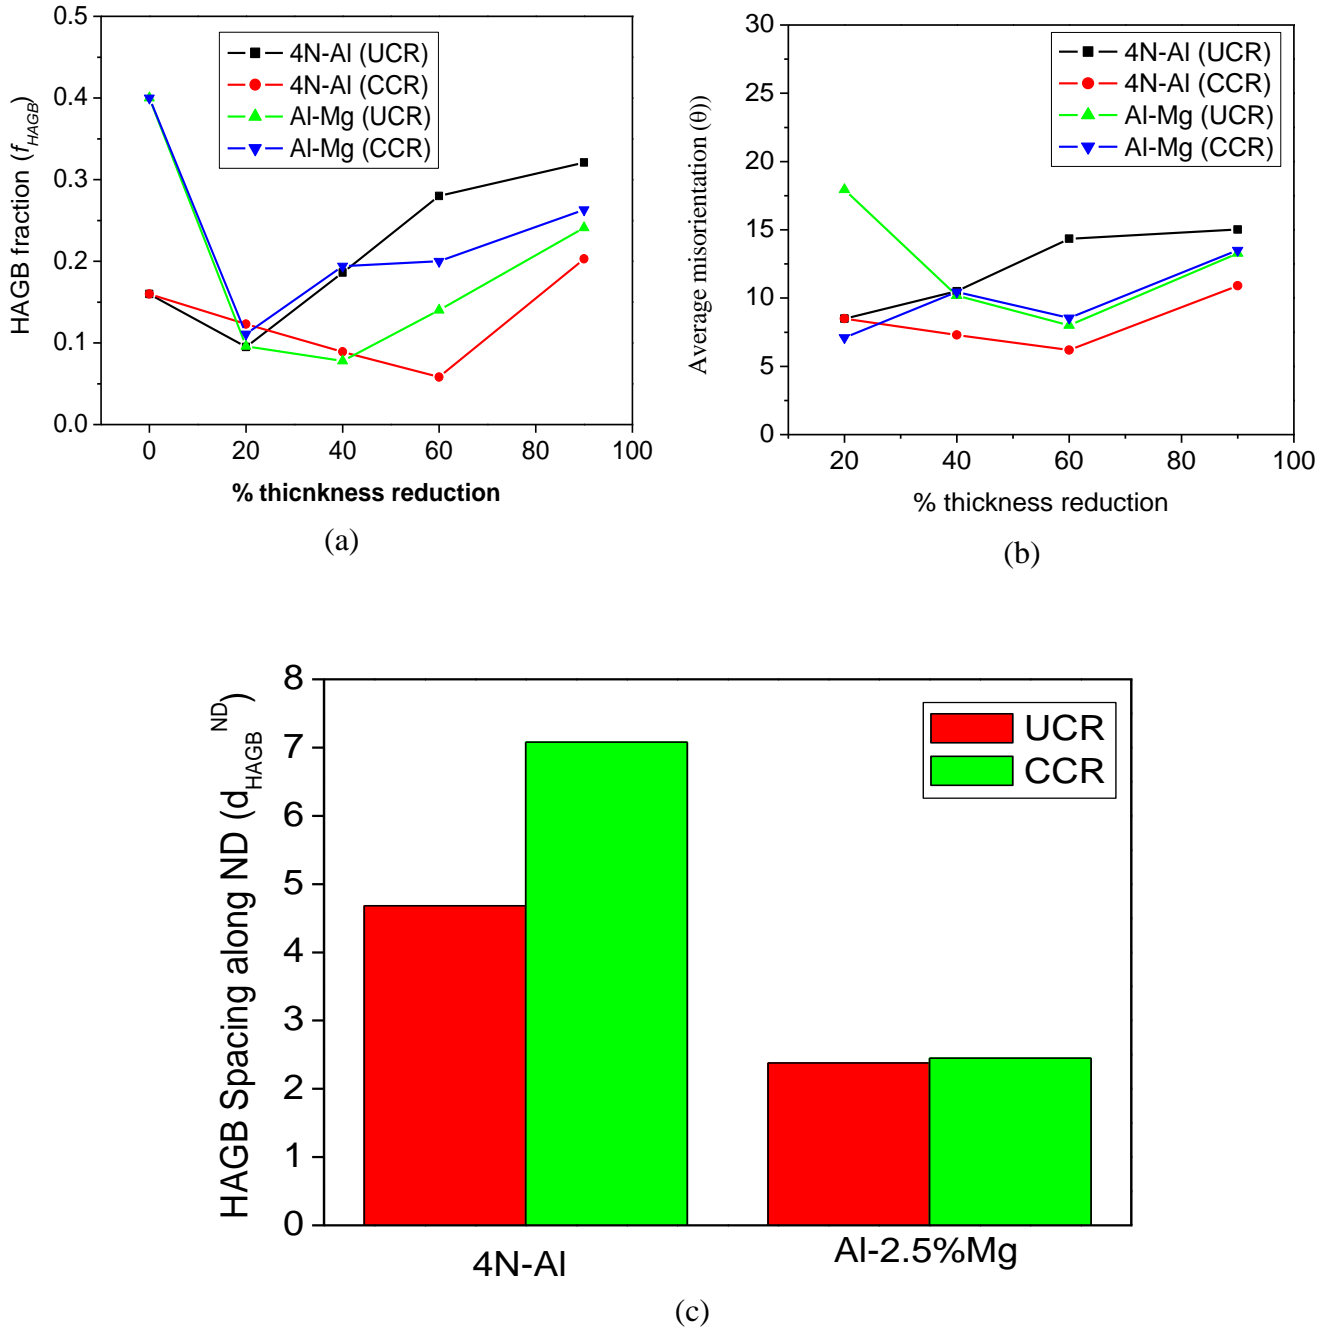 0.5
0.4
0.3
0.2
0.1
0.0
HAGB fraction (fHAGB)
4N-Al (UCR)
4N-Al (CCR)
Al-Mg (UCR)
Al-Mg (CCR)
0 20 40 60 80 100
% thicnkness reduction
(a)
30
25
20
15
10
5
0
Average misorientation (θ))
4N-Al (UCR)
4N-Al (CCR)
Al-Mg (UCR)
Al-Mg (CCR)
20 40 60 80 100
% thickness reduction
(b)
8
7
6
5
4
3
2
1
0
HAGB Spacing along ND (dHAGBND)
UCR
CCR
4N-Al
Al-2.5%Mg
(c)